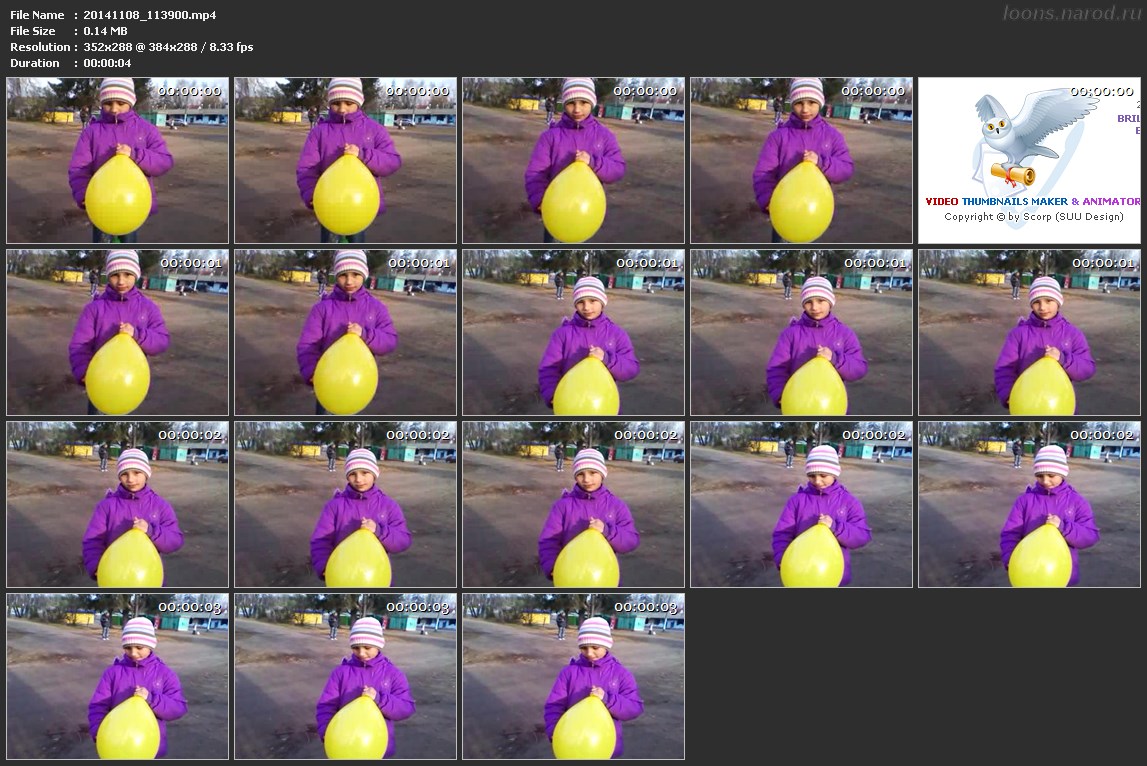 File Name : 20141108_113900.mp4
loons.narod.ru
File Size : 0.14 MB
Resolution : 352x288 @ 384x288 / 8.33 fps
Duration : 00:00:04
00:00:00
00:00:00
00:00:00
00:00:00
00:00:00
2
BRIL
E
VIDEO THUMBNAILS MAKER & ANIMATOR
Copyright © by Scorp (SUU Design)
00:00:01
00:00:01
00:00:01
00:00:01
00:00:01
00:00:02
00:00:02
00:00:02
00:00:02
00:00:02
00:00:03
00:00:03
00:00:03